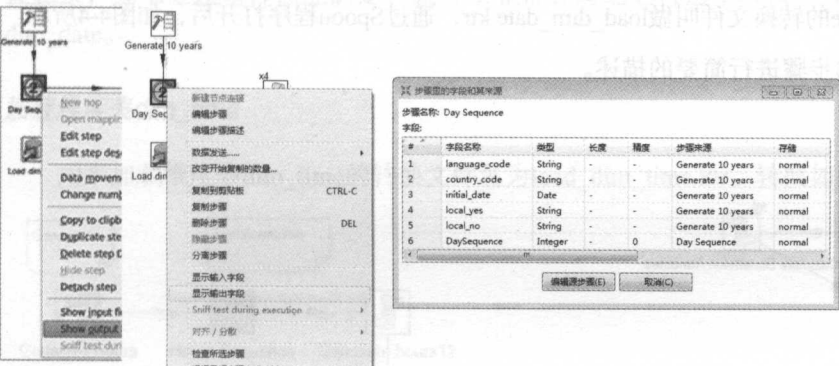 Generate 10 years
Day Sequ
Load dim
New hop
Open mappin
Edit step
Edit step des
Data movem
Change numb
Copy to clipb
Duplicate ste
Delete step D
Hide step
Detach step
Show input fi
Show output
Sniff test duri
Generate 10 years
Day Seq
Load dim
x4
新建节点连接
编辑步骤
编辑步骤描述
数据发送......
改变开始复制的数量...
复制到剪贴板 CTRL-C
复制步骤
删除步骤 DEL
隐藏步骤
分离步骤
显示输入字段
显示输出字段
Sniff test during execution
对齐 / 分散
检查所选步骤
步骤里的字段和其来源
步骤名称: Day Sequence
字段:
# 字段名称 类型 长度 精度 步骤来源 存储
1 language_code String - - Generate 10 years normal
2 country_code String - - Generate 10 years normal
3 initial_date Date - - Generate 10 years normal
4 local_yes String - - Generate 10 years normal
5 local_no String - - Generate 10 years normal
6 DaySequence Integer - 0 Day Sequence normal
编辑源步骤(E) 取消(C)